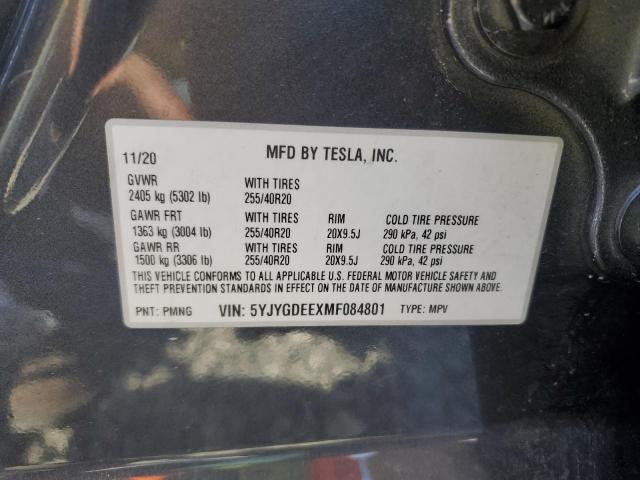 11/20 MFD BY TESLA, INC.
GVWR WITH TIRES
2405 kg (5302 lb) 255/40R20
GAWR FRT WITH TIRES RIM COLD TIRE PRESSURE
1363 kg (3004 lb) 255/40R20 20X9.5J 290 kPa, 42 psi
GAWR RR WITH TIRES RIM COLD TIRE PRESSURE
1500 kg (3306 lb) 255/40R20 20X9.5J 290 kPa, 42 psi
THIS VEHICLE CONFORMS TO ALL APPLICABLE U.S. FEDERAL MOTOR VEHICLE SAFETY AND
THEFT PREVENTION STANDARDS IN EFFECT ON THE DATE OF MANUFACTURE SHOWN ABOVE.
PNT: PMNG VIN: 5YJYGDEEXMF084801 TYPE: MPV